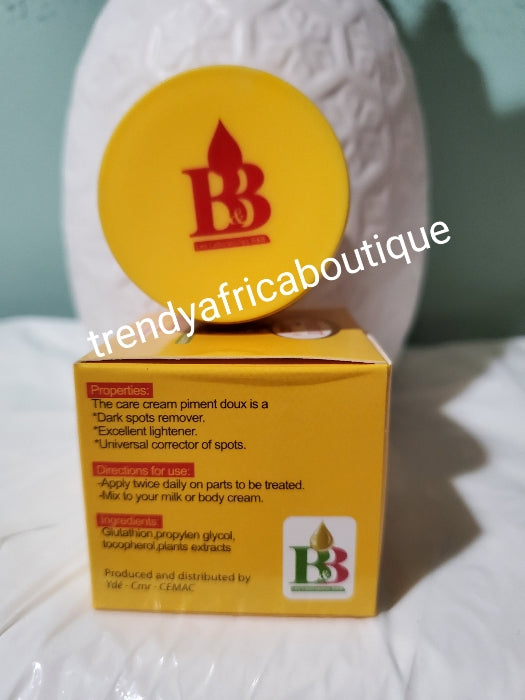 B&B
trendyafricaboutique
Properties:
The care cream piment doux is a
*Dark spots remover.
*Excellent lightener.
*Universal corrector of spots.
Directions for use:
-Apply twice daily on parts to be treated.
-Mix to your milk or body cream.
Ingredients:
Glutathion,propylen glycol,
tocopherol,plants extracts
Produced and distributed by
Yde - Cmr - CEMAC
B&B